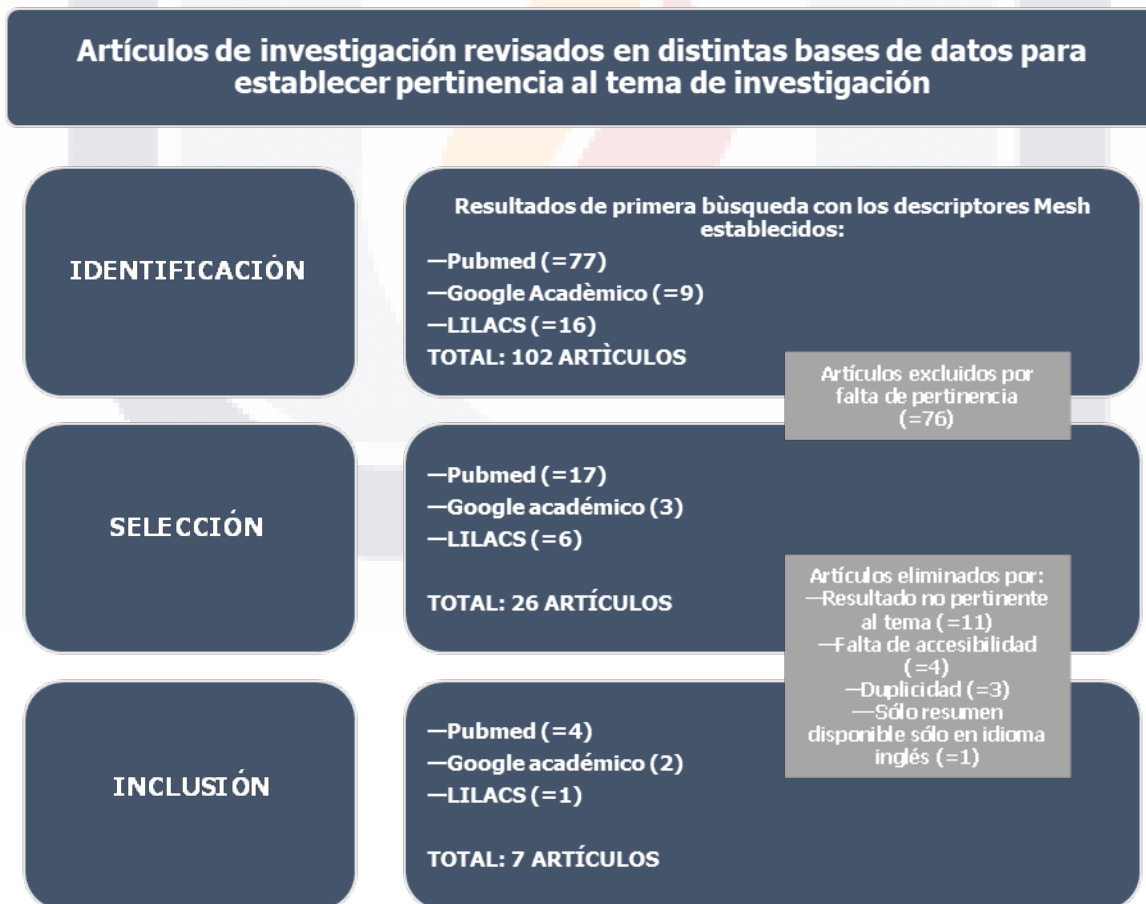 Artículos de investigación revisados en distintas bases de datos para
establecer pertinencia al tema de investigación
IDENTIFICACIÓN
Resultados de primera bùsqueda con los descriptores Mesh
establecidos:
—Pubmed (=77)
—Google Acadèmico (=9)
—LILACS (=16)
TOTAL: 102 ARTÌCULOS
Artículos excluidos por
falta de pertinencia
(=76)
SELECCIÓN
—Pubmed (=17)
—Google académico (3)
—LILACS (=6)
TOTAL: 26 ARTÍCULOS
Artículos eliminados por:
—Resultado no pertinente
al tema (=11)
—Falta de accesibilidad
(=4)
—Duplicidad (=3)
—Sólo resumen
disponible sólo en idioma
inglés (=1)
INCLUSIÓN
—Pubmed (=4)
—Google académico (2)
—LILACS (=1)
TOTAL: 7 ARTÍCULOS